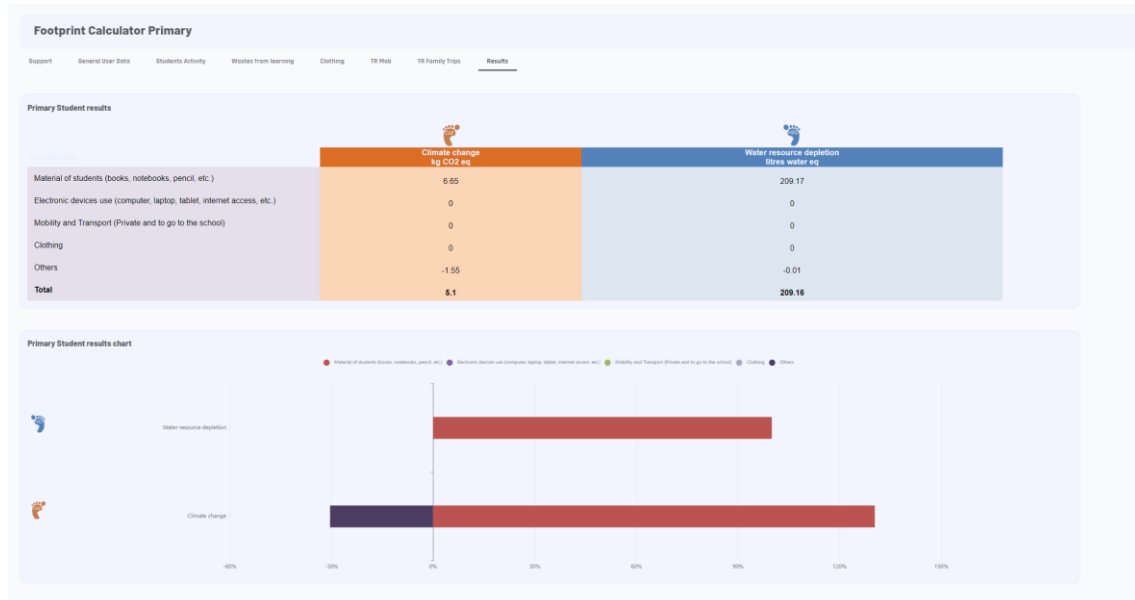 Footprint Calculator Primary
Support General User Data Students Activity Wastes from learning Clothing TR Mob TR Family Trips Results
Primary Student results
Climate change
kg CO2 eq
Water resource depletion
litres water eq
Material of students (books, notebooks, pencil, etc.) 6.65 209.17
Electronic devices use (computer, laptop, tablet, internet access, etc.) 0 0
Mobility and Transport (Private and to go to the school) 0 0
Clothing 0 0
Others -1.55 -0.01
Total 5.1 209.16
Primary Student results chart
Material of students (books, notebooks, pencil, etc.) Electronic devices use (computer, laptop, tablet, internet access, etc.) Mobility and Transport (Private and to go to the school) Clothing Others
Water resource depletion
Climate change
-60% -30% 0% 30% 60% 90% 120% 150%